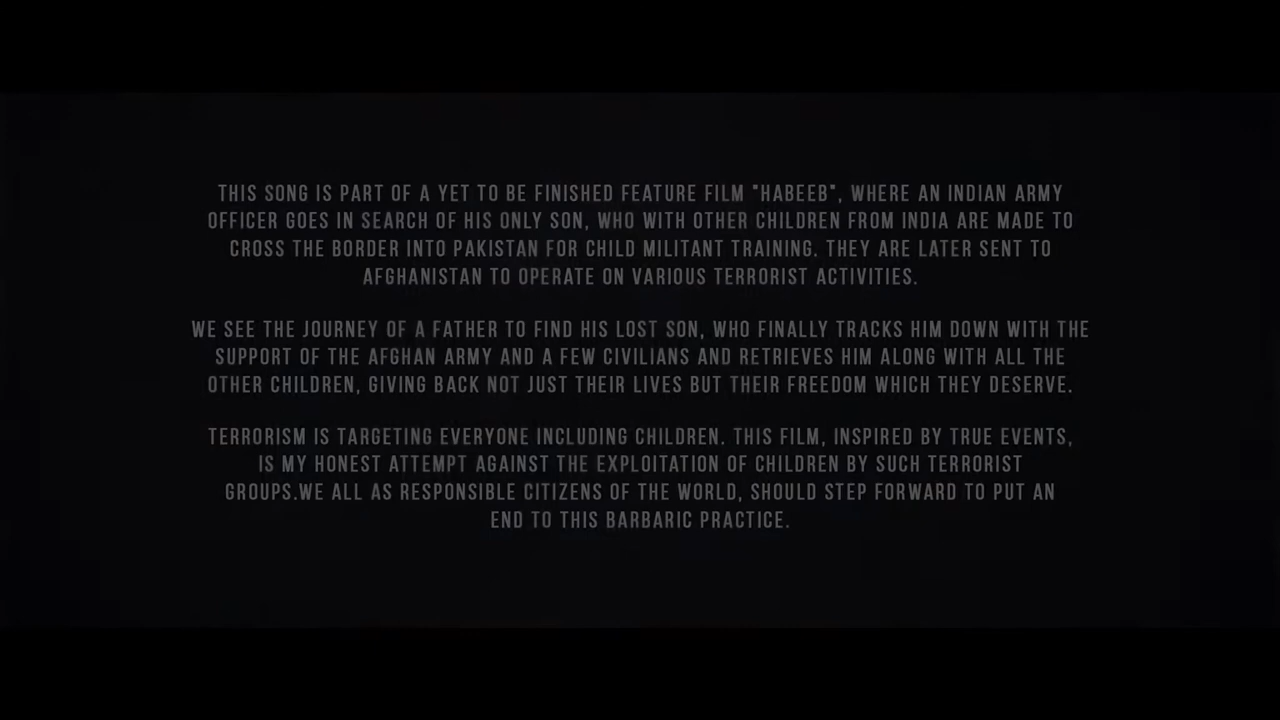 THIS SONG IS PART OF A YET TO BE FINISHED FEATURE FILM "HABEEB", WHERE AN INDIAN ARMY
OFFICER GOES IN SEARCH OF HIS ONLY SON, WHO WITH OTHER CHILDREN FROM INDIA ARE MADE TO
CROSS THE BORDER INTO PAKISTAN FOR CHILD MILITANT TRAINING. THEY ARE LATER SENT TO
AFGHANISTAN TO OPERATE ON VARIOUS TERRORIST ACTIVITIES.
WE SEE THE JOURNEY OF A FATHER TO FIND HIS LOST SON, WHO FINALLY TRACKS HIM DOWN WITH THE
SUPPORT OF THE AFGHAN ARMY AND A FEW CIVILIANS AND RETRIEVES HIM ALONG WITH ALL THE
OTHER CHILDREN, GIVING BACK NOT JUST THEIR LIVES BUT THEIR FREEDOM WHICH THEY DESERVE.
TERRORISM IS TARGETING EVERYONE INCLUDING CHILDREN. THIS FILM, INSPIRED BY TRUE EVENTS,
IS MY HONEST ATTEMPT AGAINST THE EXPLOITATION OF CHILDREN BY SUCH TERRORIST
GROUPS.WE ALL AS RESPONSIBLE CITIZENS OF THE WORLD, SHOULD STEP FORWARD TO PUT AN
END TO THIS BARBARIC PRACTICE.